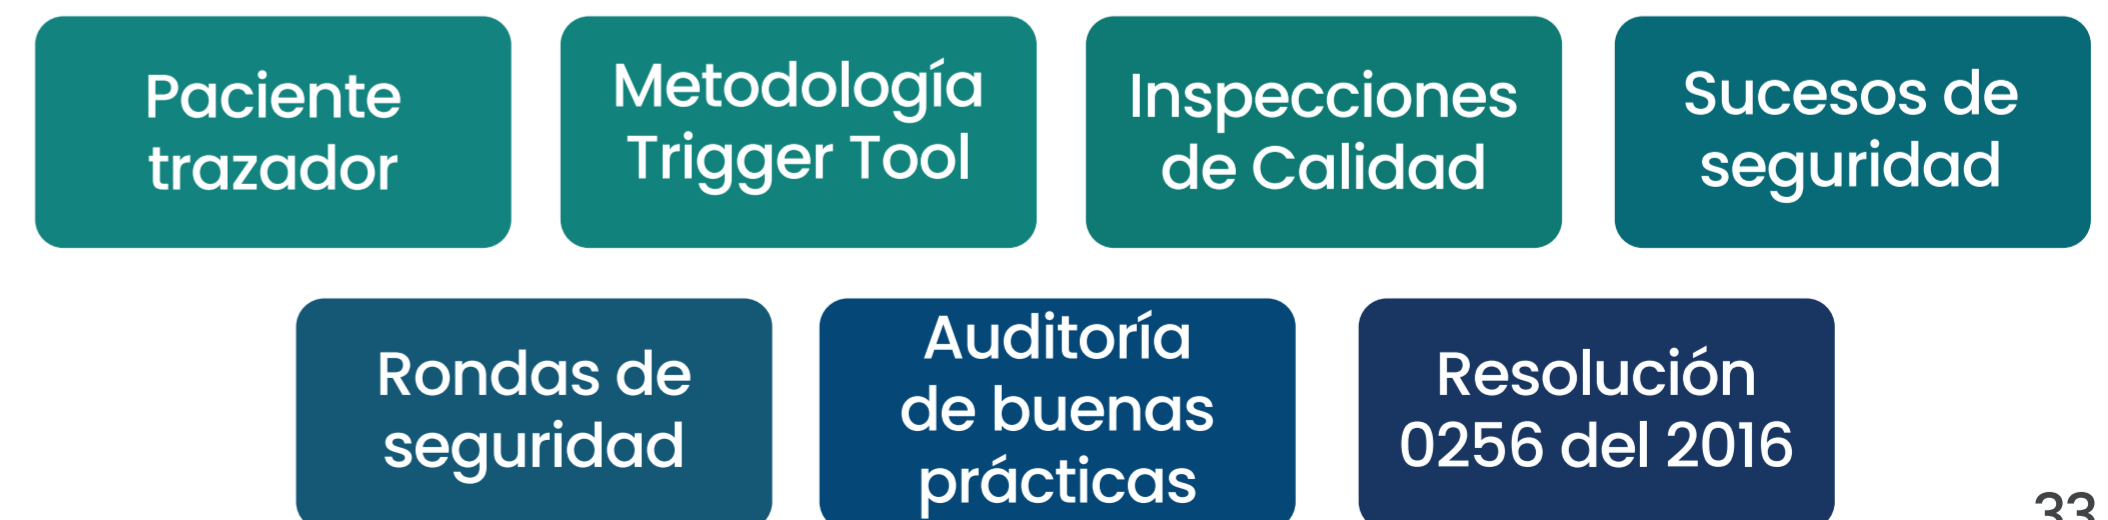 Paciente
trazador
Metodología
Trigger Tool
Inspecciones
de Calidad
Sucesos de
seguridad
Rondas de
seguridad
Auditoría
de buenas
prácticas
Resolución
0256 del 2016
33